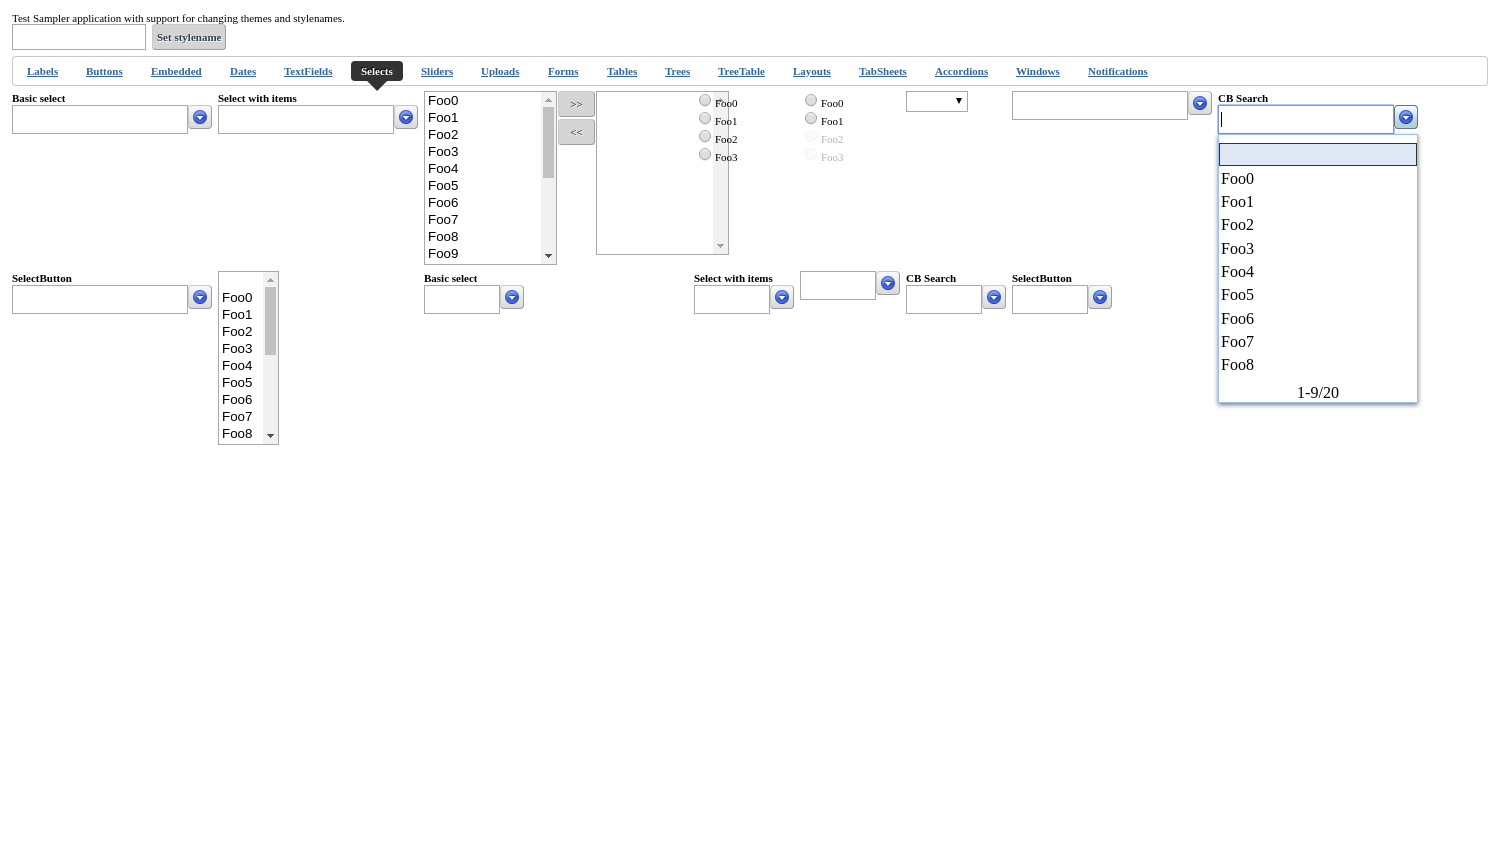 Test Sampler application with support for changing themes and stylenames.
Set stylename
Labels Buttons Embedded Dates TextFields Selects Sliders Uploads Forms Tables Trees TreeTable Layouts TabSheets Accordions Windows Notifications
Basic select
Select with items
Foo0
Foo1
Foo2
Foo3
Foo4
Foo5
Foo6
Foo7
Foo8
Foo9
>>
<<
Foo0
Foo1
Foo2
Foo3
Foo0
Foo1
Foo2
Foo3
CB Search
Foo0
Foo1
Foo2
Foo3
Foo4
Foo5
Foo6
Foo7
Foo8
1-9/20
SelectButton
Foo0
Foo1
Foo2
Foo3
Foo4
Foo5
Foo6
Foo7
Foo8
Basic select
Select with items
CB Search
SelectButton